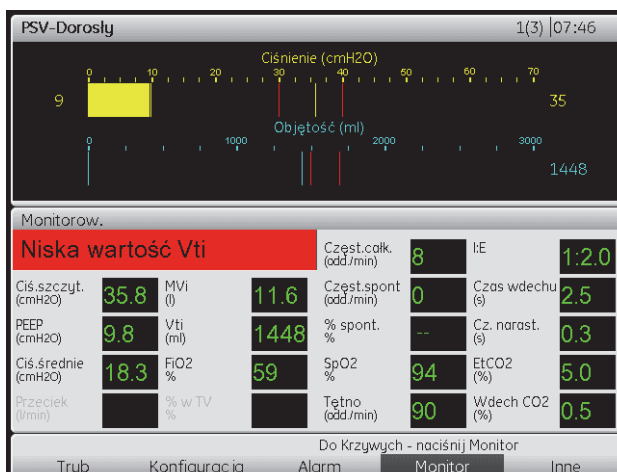 PSV-Dorosły 1(3) 07:46
Ciśnienie (cmH2O)
0 10 20 30 40 50 60 70
9 35
Objętość (ml)
0 1000 2000 3000
1448
Monitorow.
Niska wartość Vti
Częst.całk. (odd./min) 8 I:E 1:2.0
Ciś.szczyt. (cmH2O) 35.8 MVi (l) 11.6 Częst.spont (odd./min) 0 Czas wdechu (s) 2.5
PEEP (cmH2O) 9.8 Vti (ml) 1448 % spont. % -- Cz. narast. (s) 0.3
Ciś.średnie (cmH2O) 18.3 FiO2 % 59 SpO2 % 94 EtCO2 (%) 5.0
Przeciek (l/min) % w TV % Tętno (odd./min) 90 Wdech CO2 (%) 0.5
Do Krzywych - naciśnij Monitor
Tryb Konfiguracja Alarm Monitor Inne